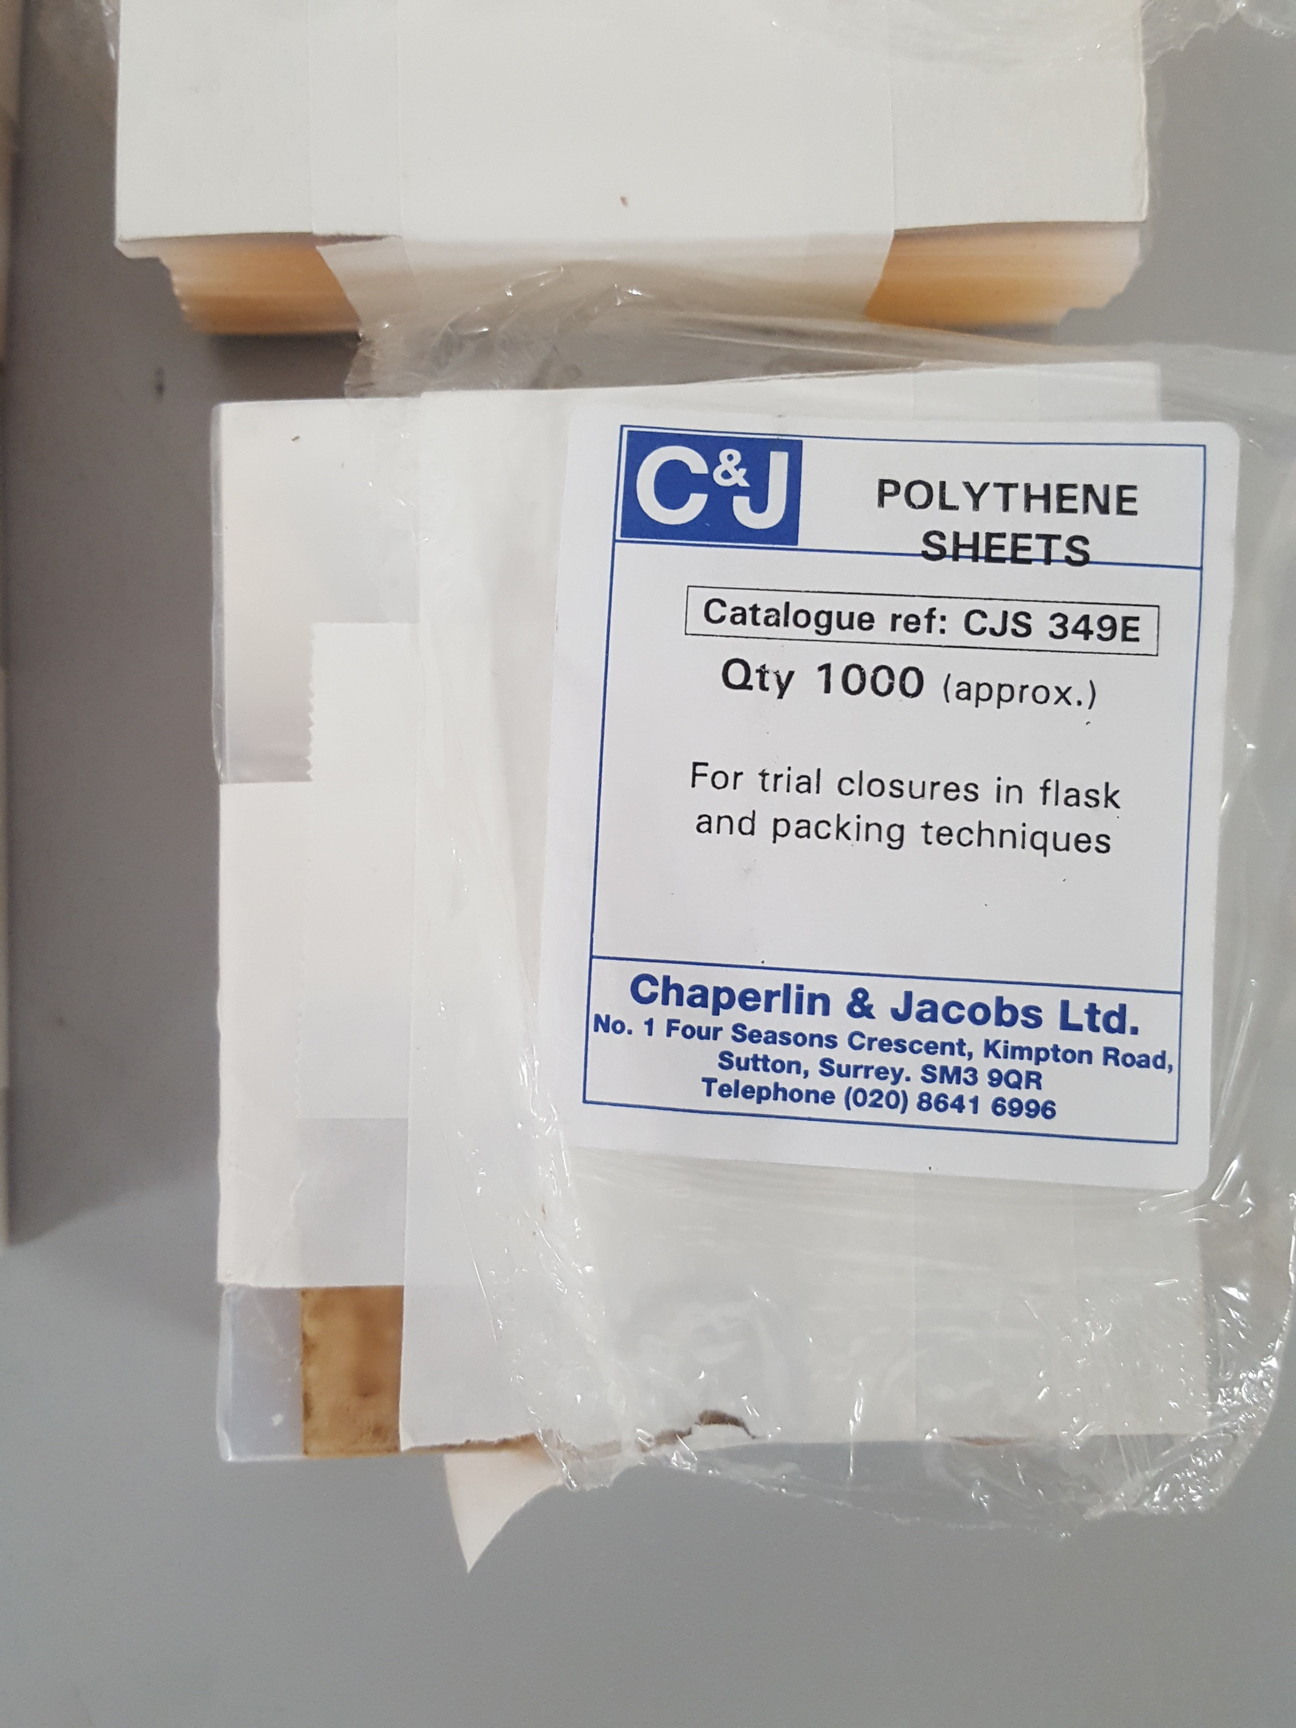 C&J
POLYTHENE
SHEETS
Catalogue ref: CJS 349E
Qty 1000 (approx.)
For trial closures in flask
and packing techniques
Chaperlin & Jacobs Ltd.
No. 1 Four Seasons Crescent, Kimpton Road,
Sutton, Surrey. SM3 9QR
Telephone (020) 8641 6996